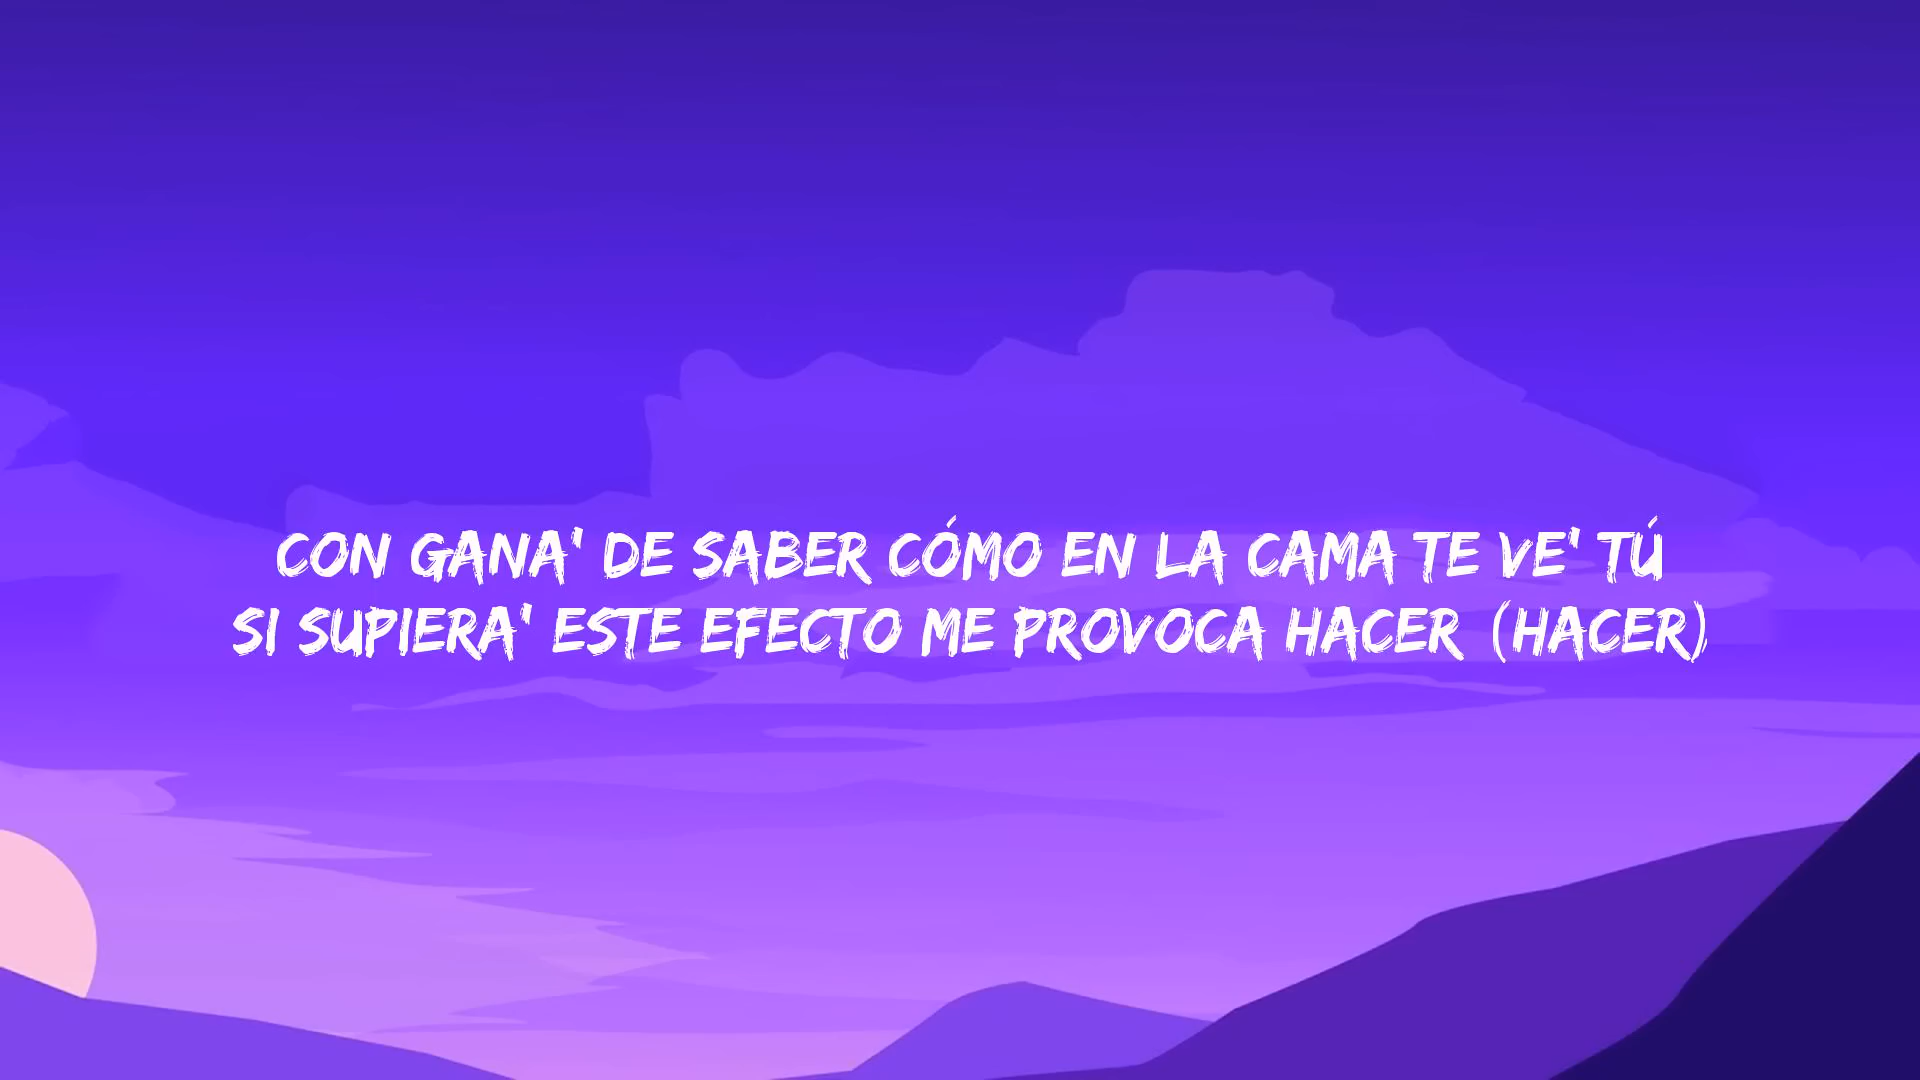 CON GANA' DE SABER CÓMO EN LA CAMA TE VE' TÚ
SI SUPIERA' ESTE EFECTO ME PROVOCA HACER (HACER)